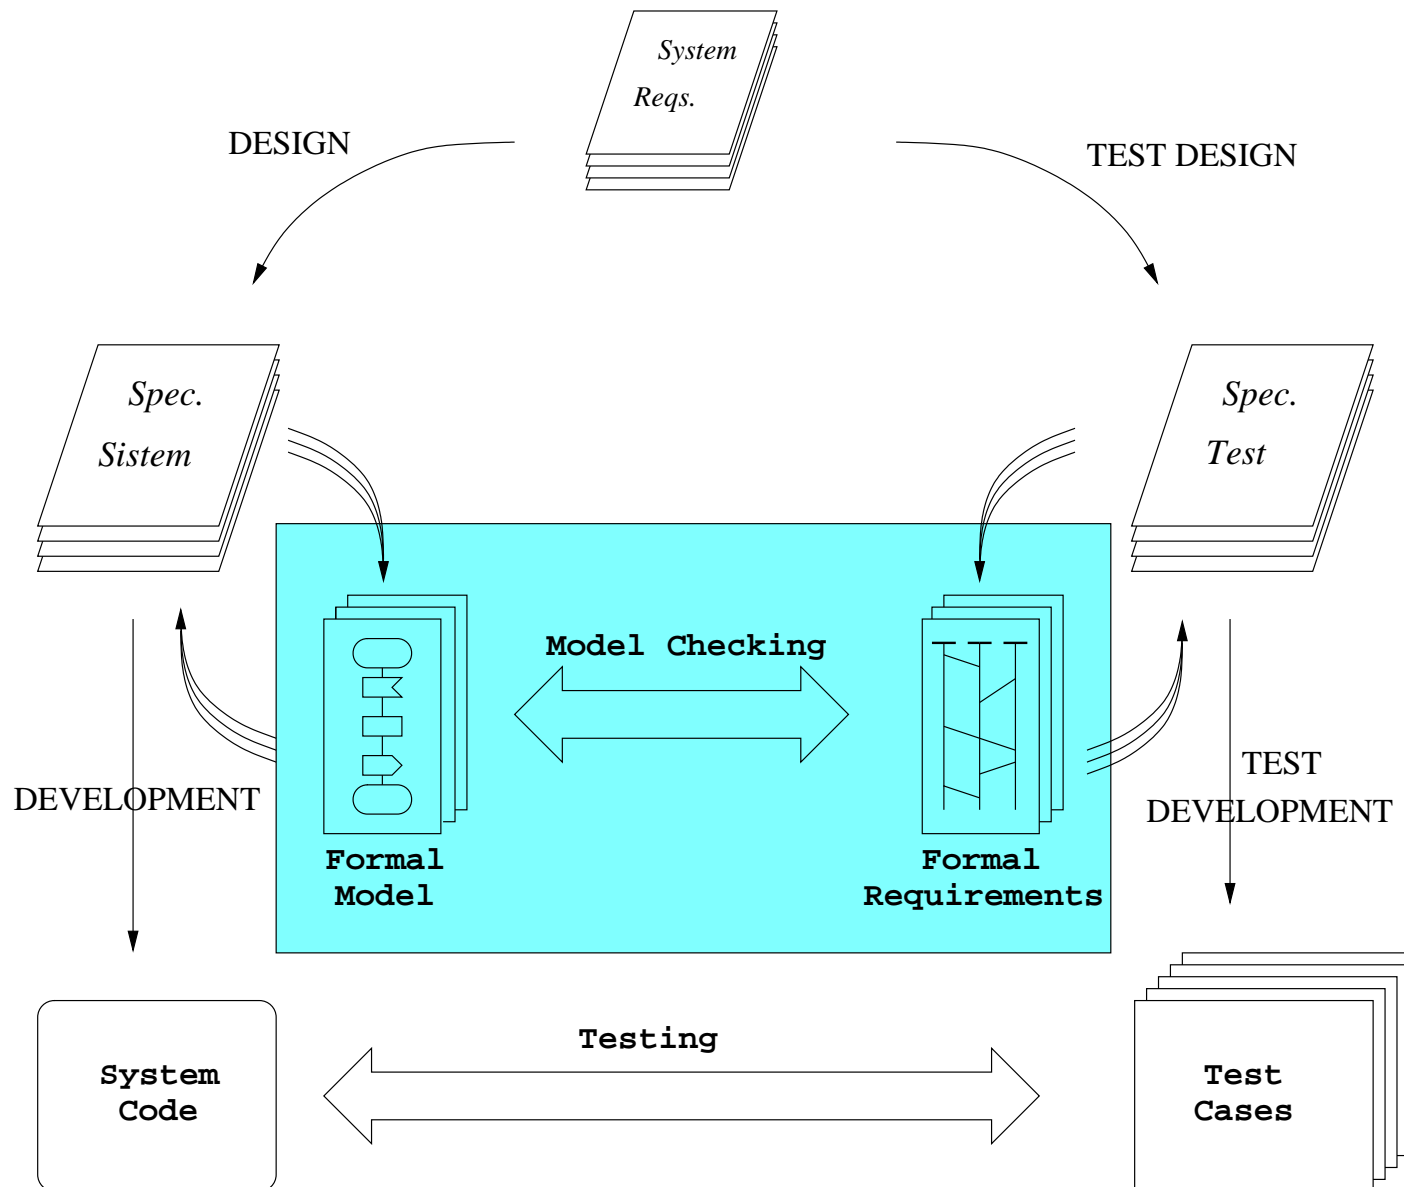 System
Reqs.
DESIGN
TEST DESIGN
Spec.
Sistem
Spec.
Test
Model Checking
DEVELOPMENT
TEST
DEVELOPMENT
Formal
Model
Formal
Requirements
Testing
System
Code
Test
Cases